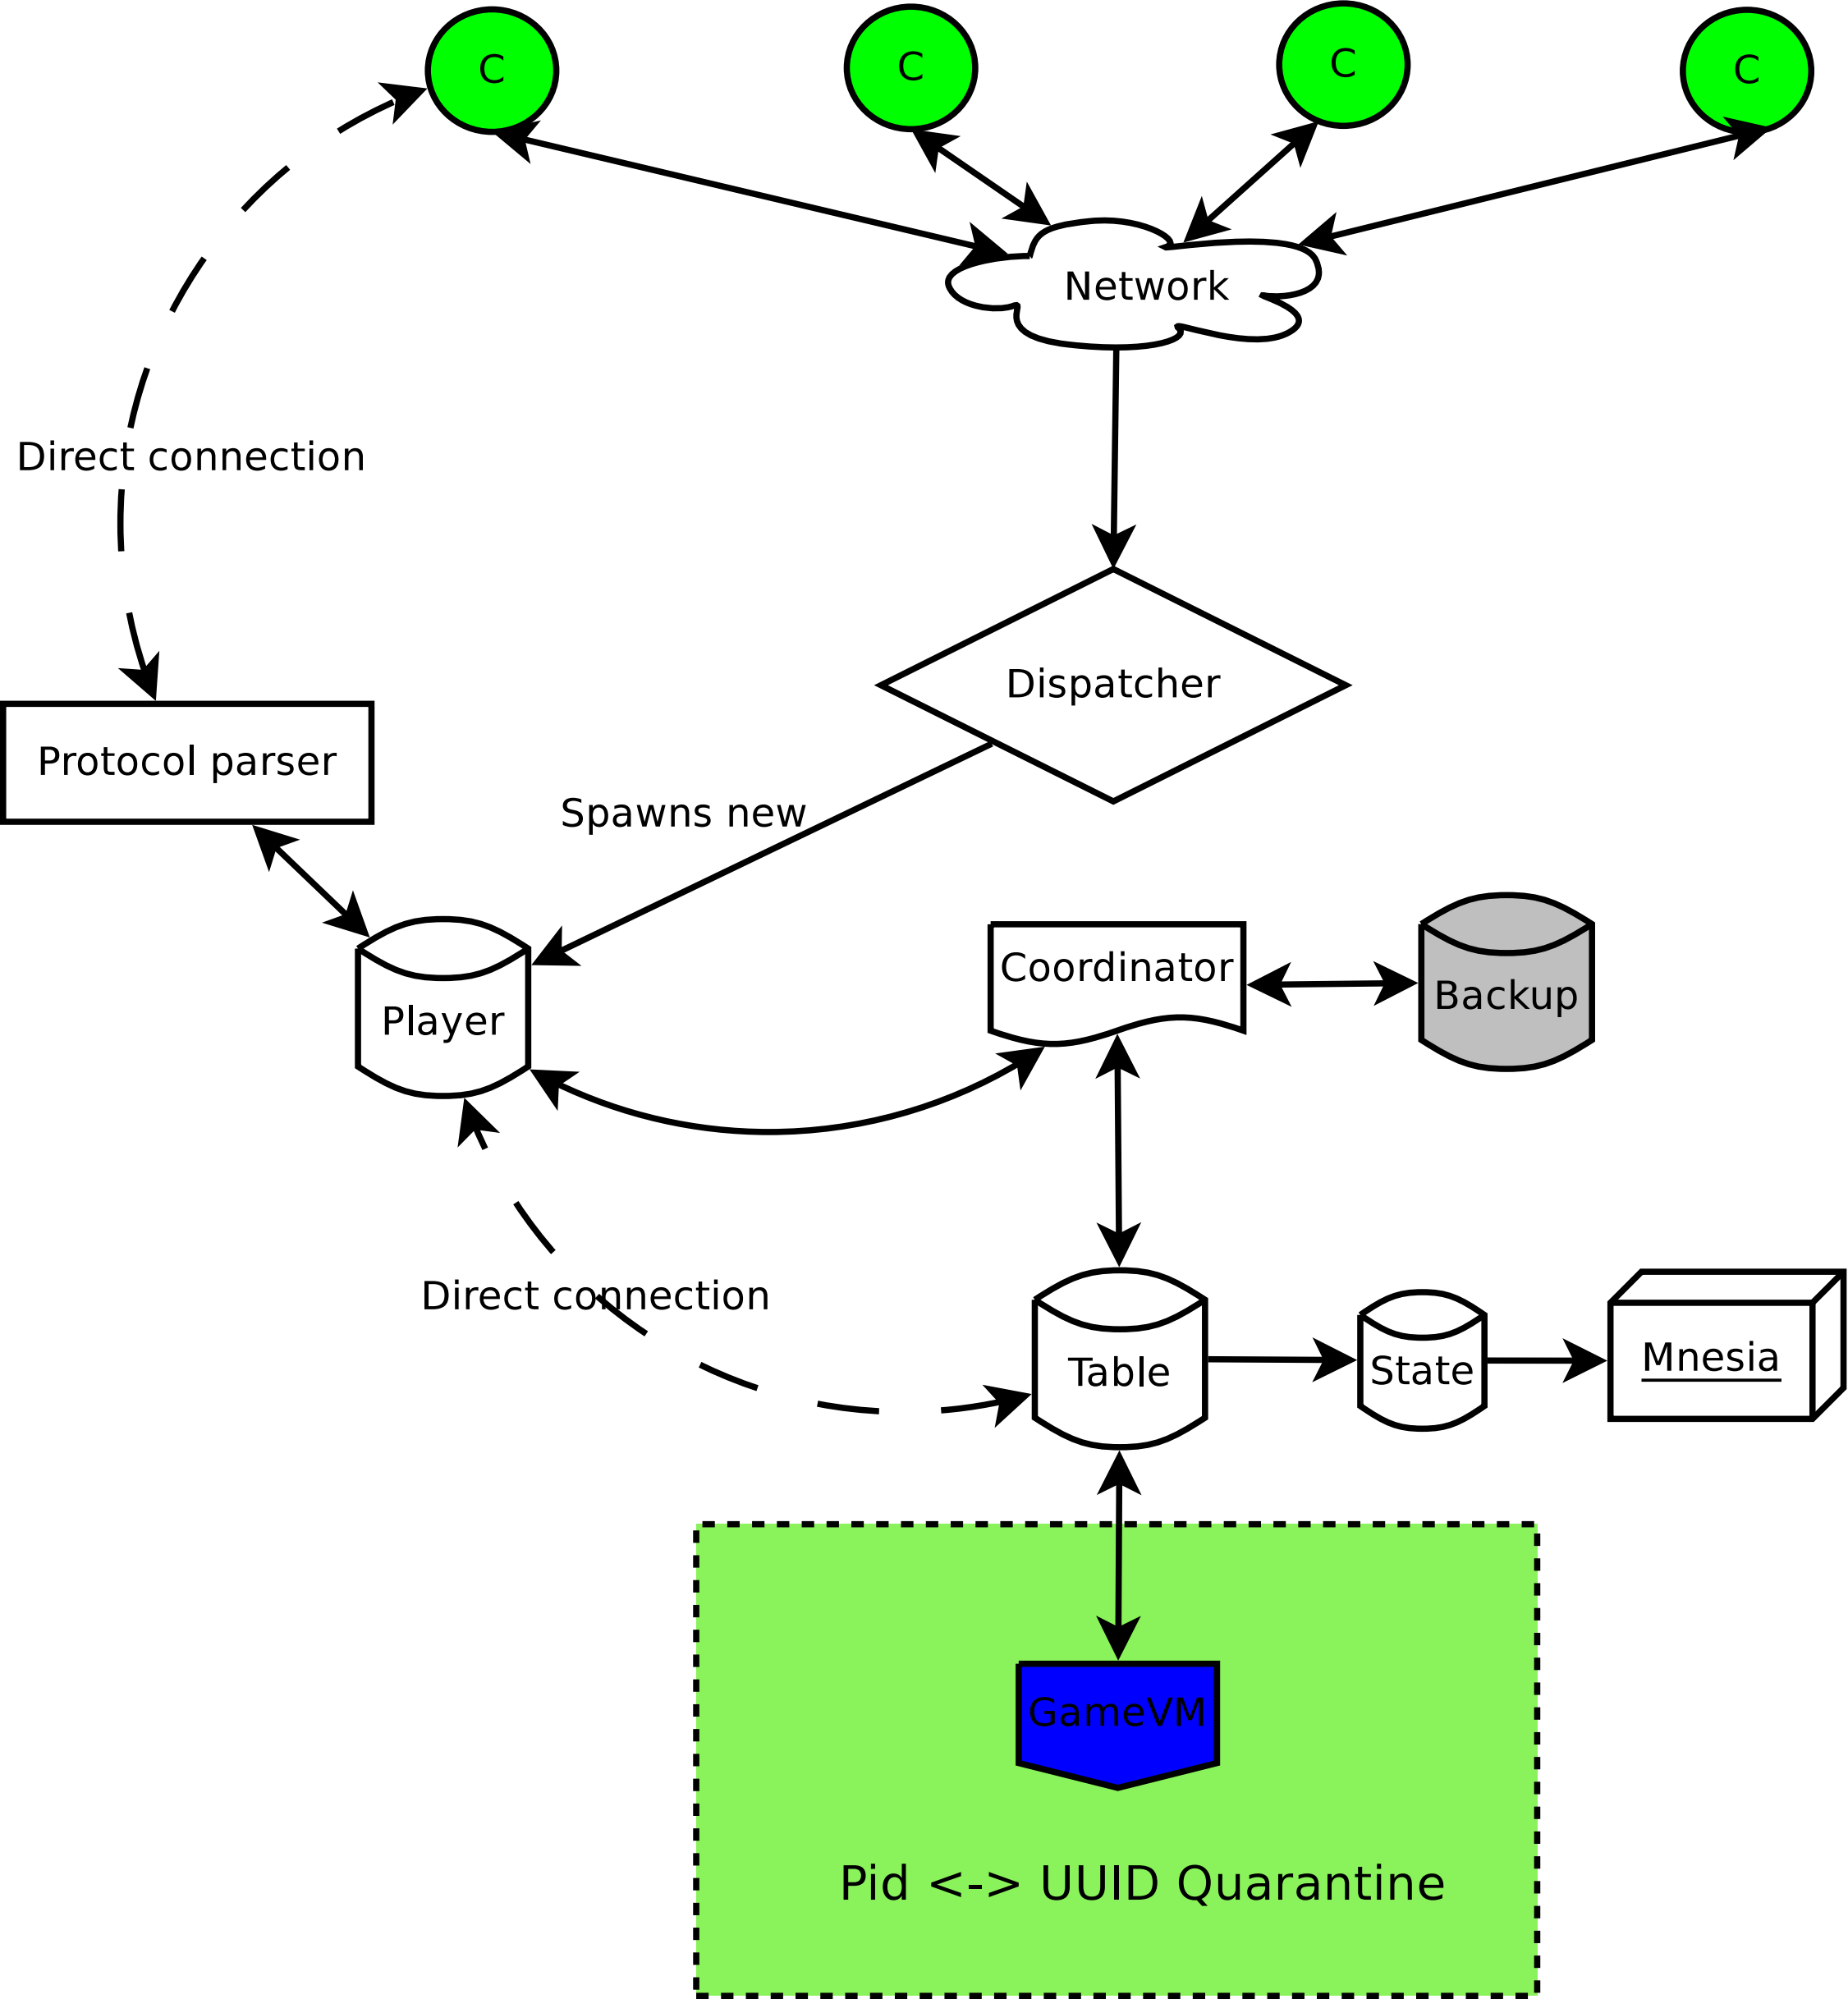 C
C
C
C
Network
Direct connection
Dispatcher
Protocol parser
Spawns new
Coordinator
Backup
Player
Direct connection
Table
State
Mnesia
GameVM
Pid <-> UUID Quarantine